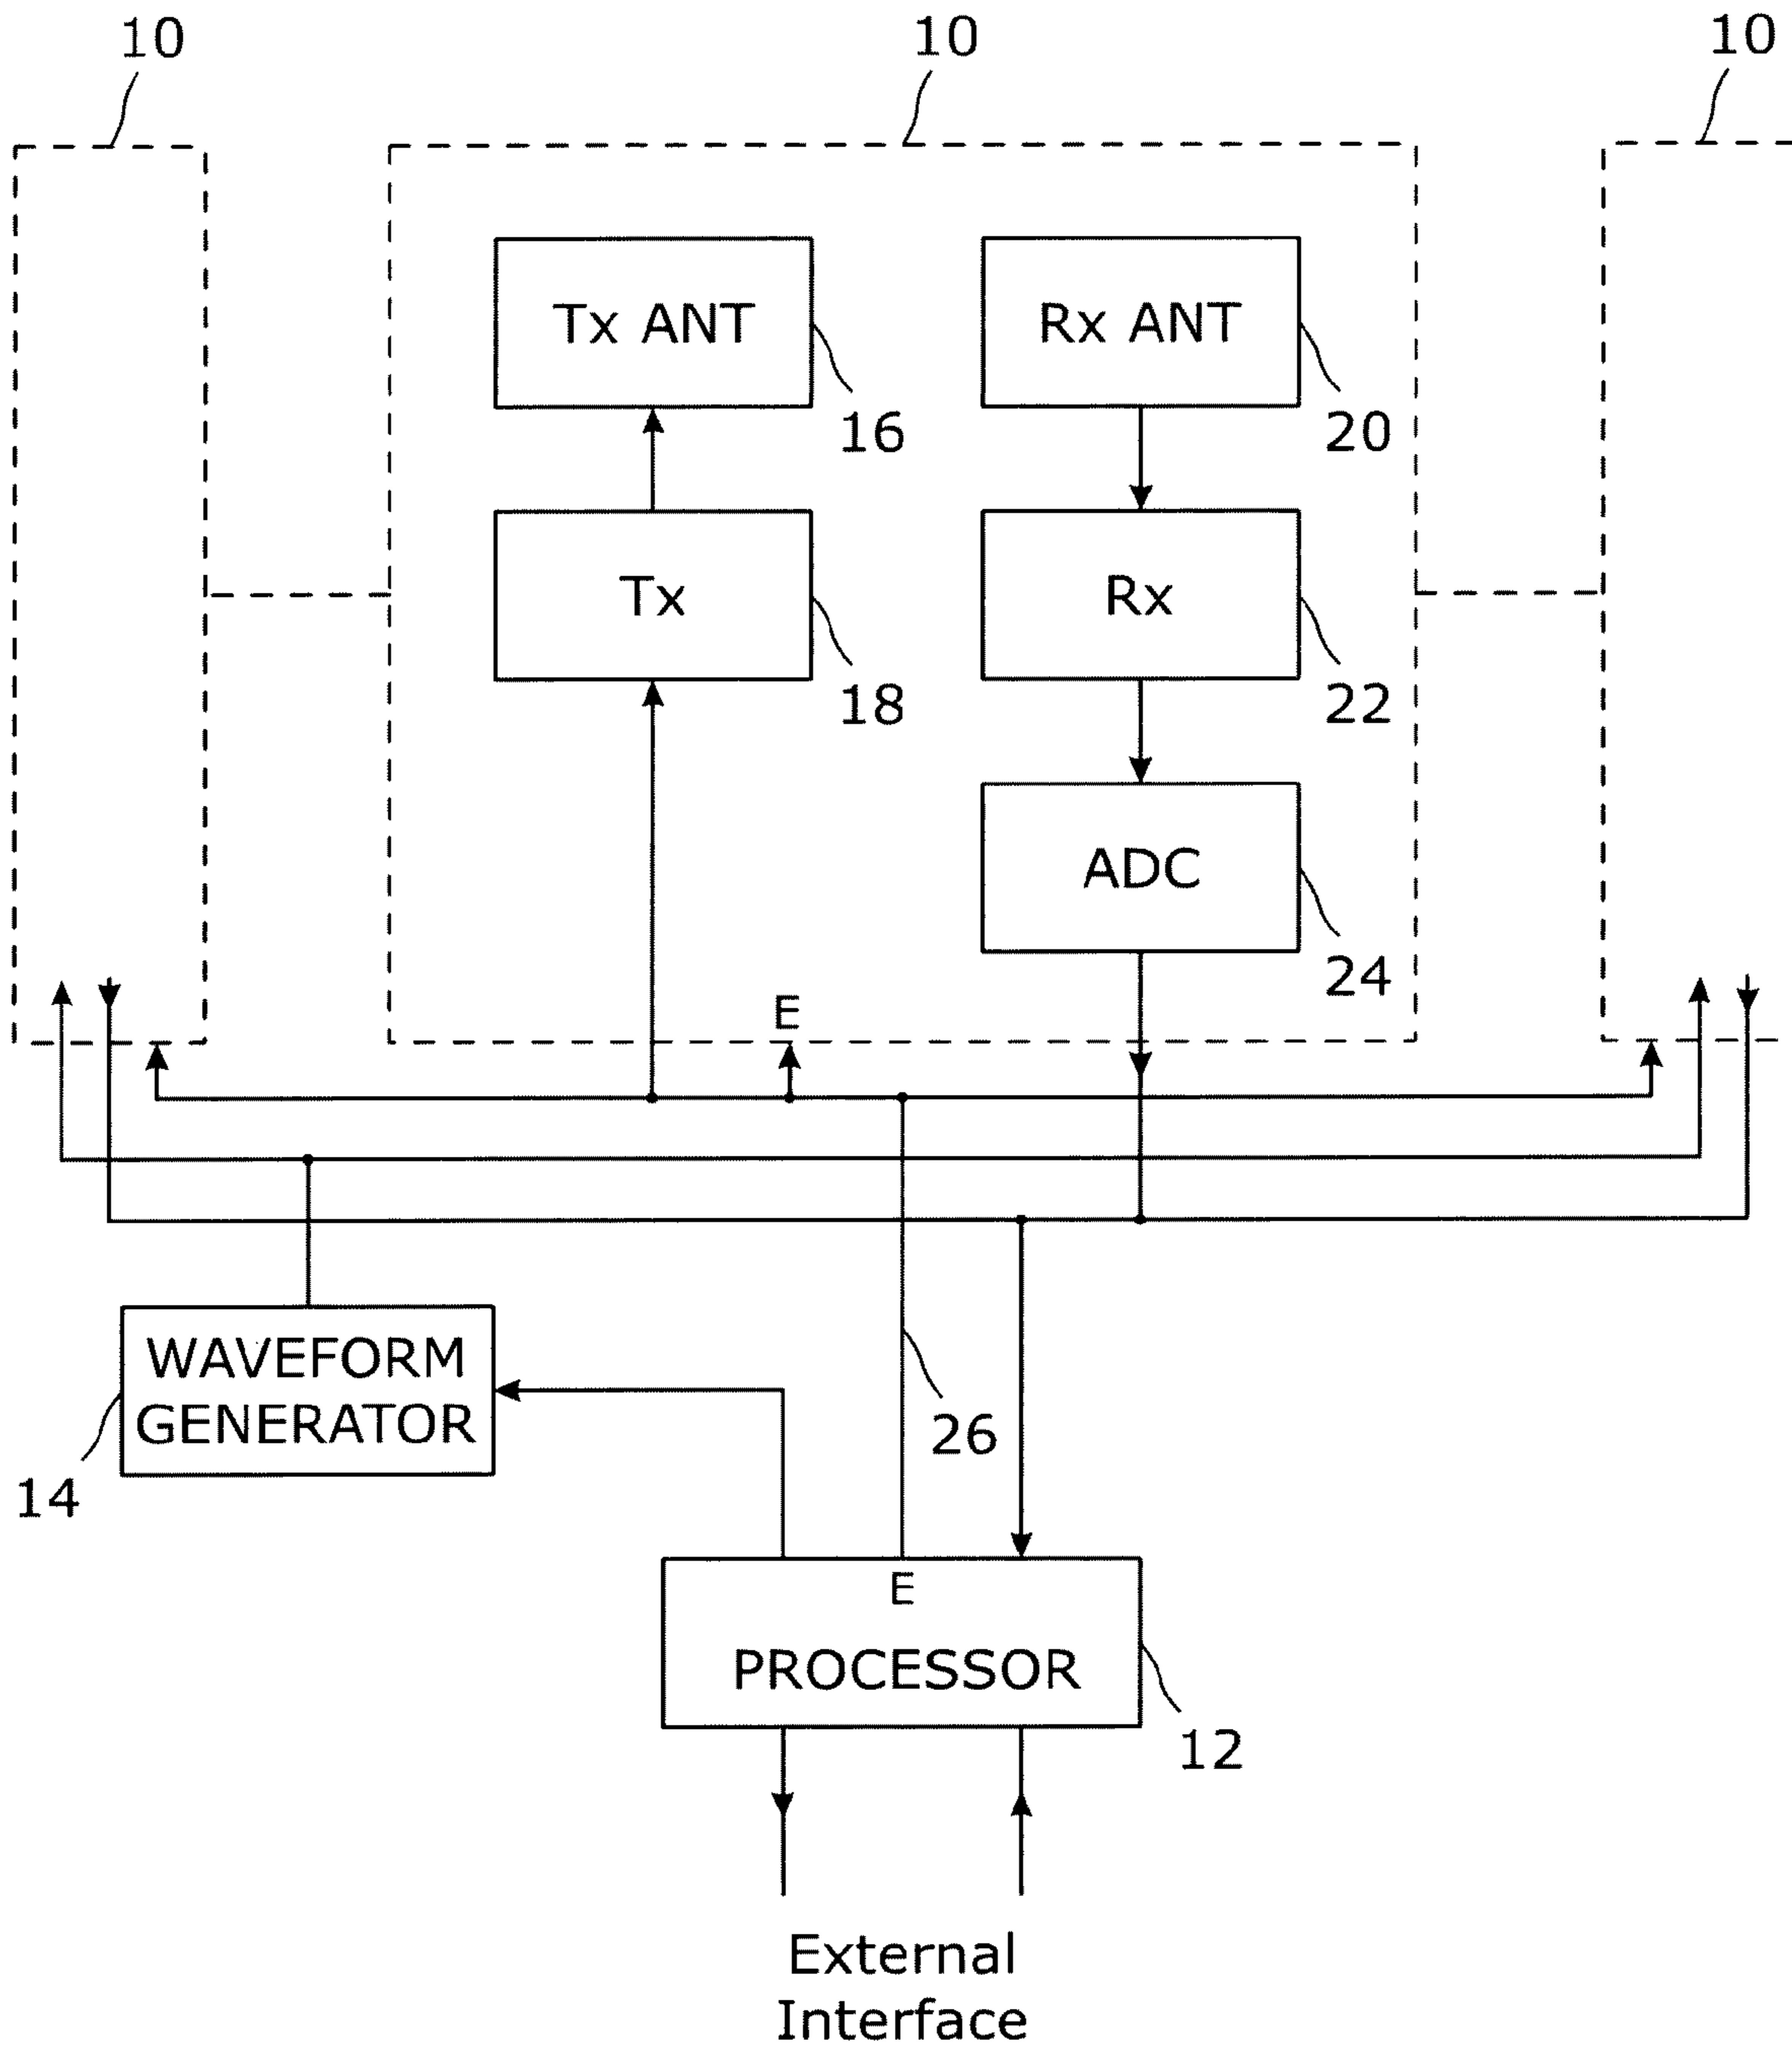 10
10
10
Tx ANT
Rx ANT
16
20
Tx
Rx
18
22
ADC
24
E
WAVEFORM
GENERATOR
14
26
E
PROCESSOR
12
External
Interface